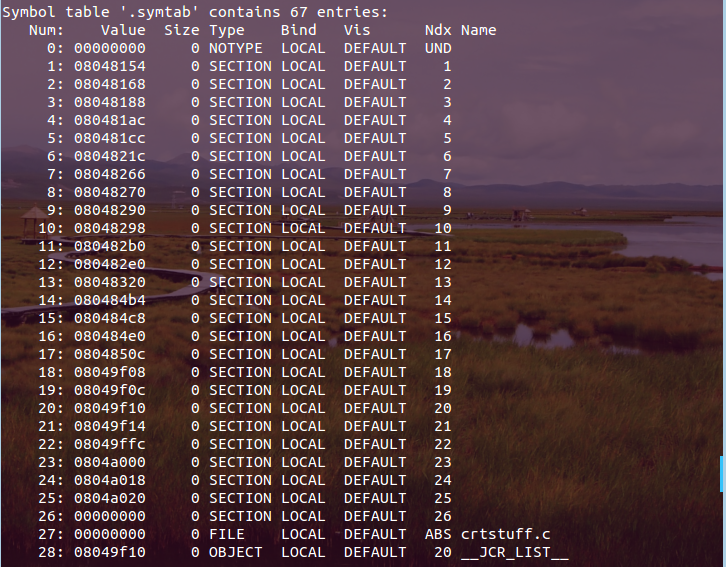 Symbol table '.symtab' contains 67 entries:
Num: Value Size Type Bind Vis Ndx Name
0: 00000000 0 NOTYPE LOCAL DEFAULT UND
1: 08048154 0 SECTION LOCAL DEFAULT 1
2: 08048168 0 SECTION LOCAL DEFAULT 2
3: 08048188 0 SECTION LOCAL DEFAULT 3
4: 080481ac 0 SECTION LOCAL DEFAULT 4
5: 080481cc 0 SECTION LOCAL DEFAULT 5
6: 0804821c 0 SECTION LOCAL DEFAULT 6
7: 08048266 0 SECTION LOCAL DEFAULT 7
8: 08048270 0 SECTION LOCAL DEFAULT 8
9: 08048290 0 SECTION LOCAL DEFAULT 9
10: 08048298 0 SECTION LOCAL DEFAULT 10
11: 080482b0 0 SECTION LOCAL DEFAULT 11
12: 080482e0 0 SECTION LOCAL DEFAULT 12
13: 08048320 0 SECTION LOCAL DEFAULT 13
14: 080484b4 0 SECTION LOCAL DEFAULT 14
15: 080484c8 0 SECTION LOCAL DEFAULT 15
16: 080484e0 0 SECTION LOCAL DEFAULT 16
17: 0804850c 0 SECTION LOCAL DEFAULT 17
18: 08049f08 0 SECTION LOCAL DEFAULT 18
19: 08049f0c 0 SECTION LOCAL DEFAULT 19
20: 08049f10 0 SECTION LOCAL DEFAULT 20
21: 08049f14 0 SECTION LOCAL DEFAULT 21
22: 08049ffc 0 SECTION LOCAL DEFAULT 22
23: 0804a000 0 SECTION LOCAL DEFAULT 23
24: 0804a018 0 SECTION LOCAL DEFAULT 24
25: 0804a020 0 SECTION LOCAL DEFAULT 25
26: 00000000 0 SECTION LOCAL DEFAULT 26
27: 00000000 0 FILE LOCAL DEFAULT ABS crtstuff.c
28: 08049f10 0 OBJECT LOCAL DEFAULT 20 __JCR_LIST__